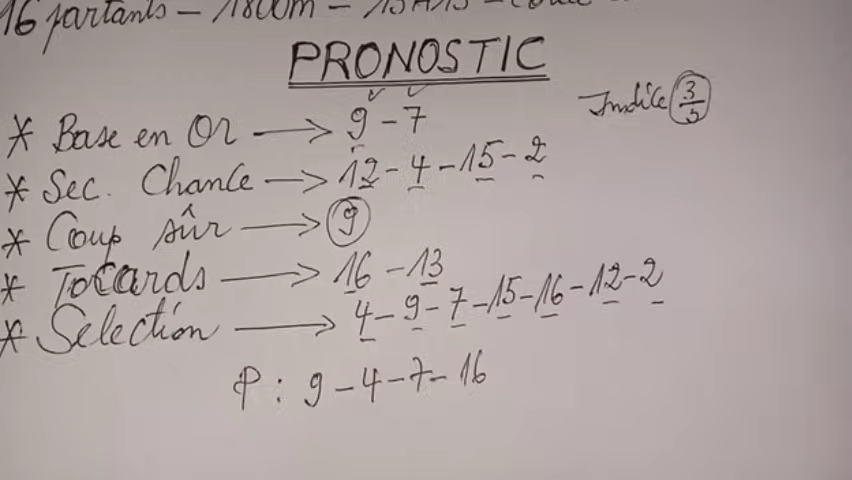 16 partants - 1800m -
PRONOSTIC
Indice 3/5
* Base en Or → 9 - 7
* Sec. Chance → 12 - 4 - 15 - 2
* Coup sûr → 9
* Tocards → 16 - 13
* Selection → 4 - 9 - 7 - 15 - 16 - 12 - 2
P : 9 - 4 - 7 - 16